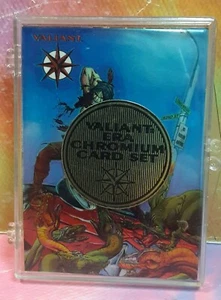 VALIANT
ERA
CHROMIUM
CARD SET